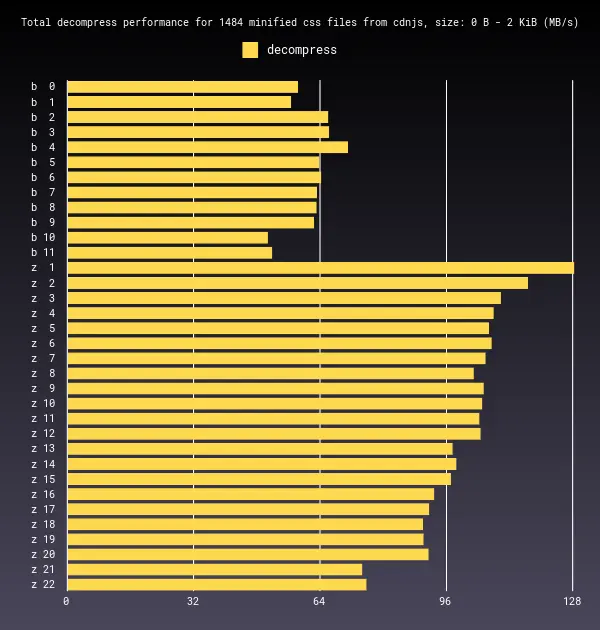 Total decompress performance for 1484 minified css files from cdnjs, size: 0 B - 2 KiB (MB/s)
decompress
b 0
b 1
b 2
b 3
b 4
b 5
b 6
b 7
b 8
b 9
b 10
b 11
z 1
z 2
z 3
z 4
z 5
z 6
z 7
z 8
z 9
z 10
z 11
z 12
z 13
z 14
z 15
z 16
z 17
z 18
z 19
z 20
z 21
z 22
0 32 64 96 128